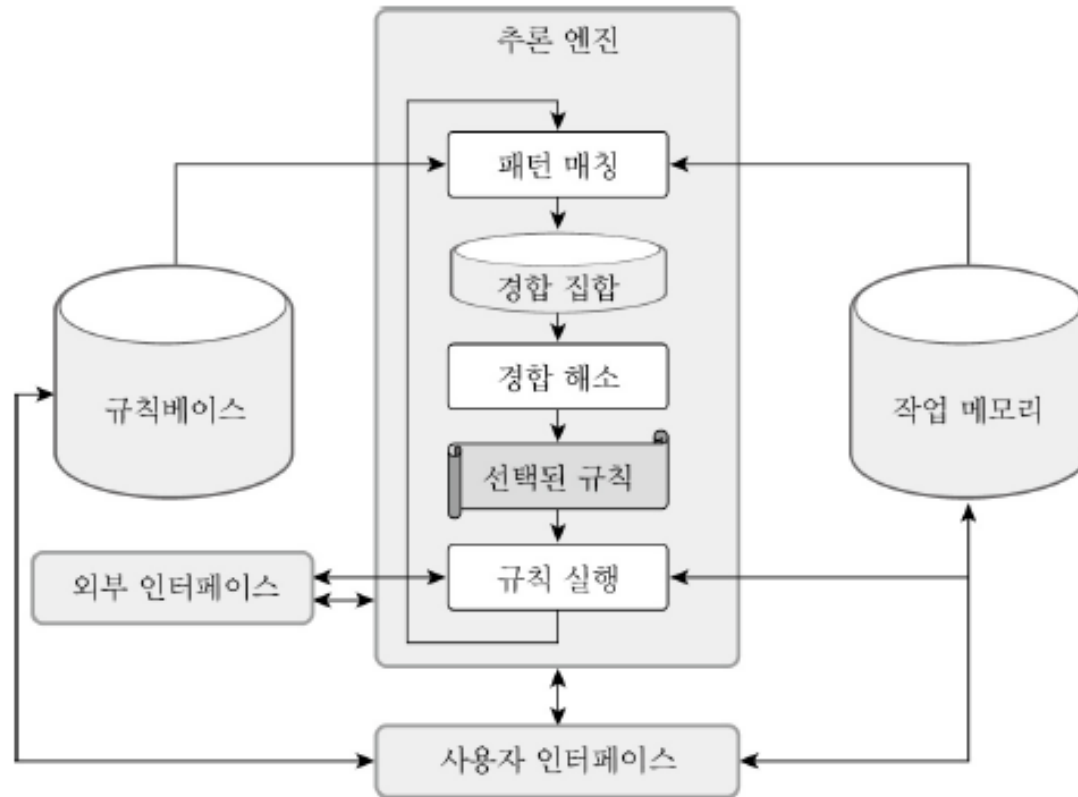 추론 엔진
패턴 매칭
경합 집합
경합 해소
규칙베이스
작업 메모리
선택된 규칙
외부 인터페이스
규칙 실행
사용자 인터페이스